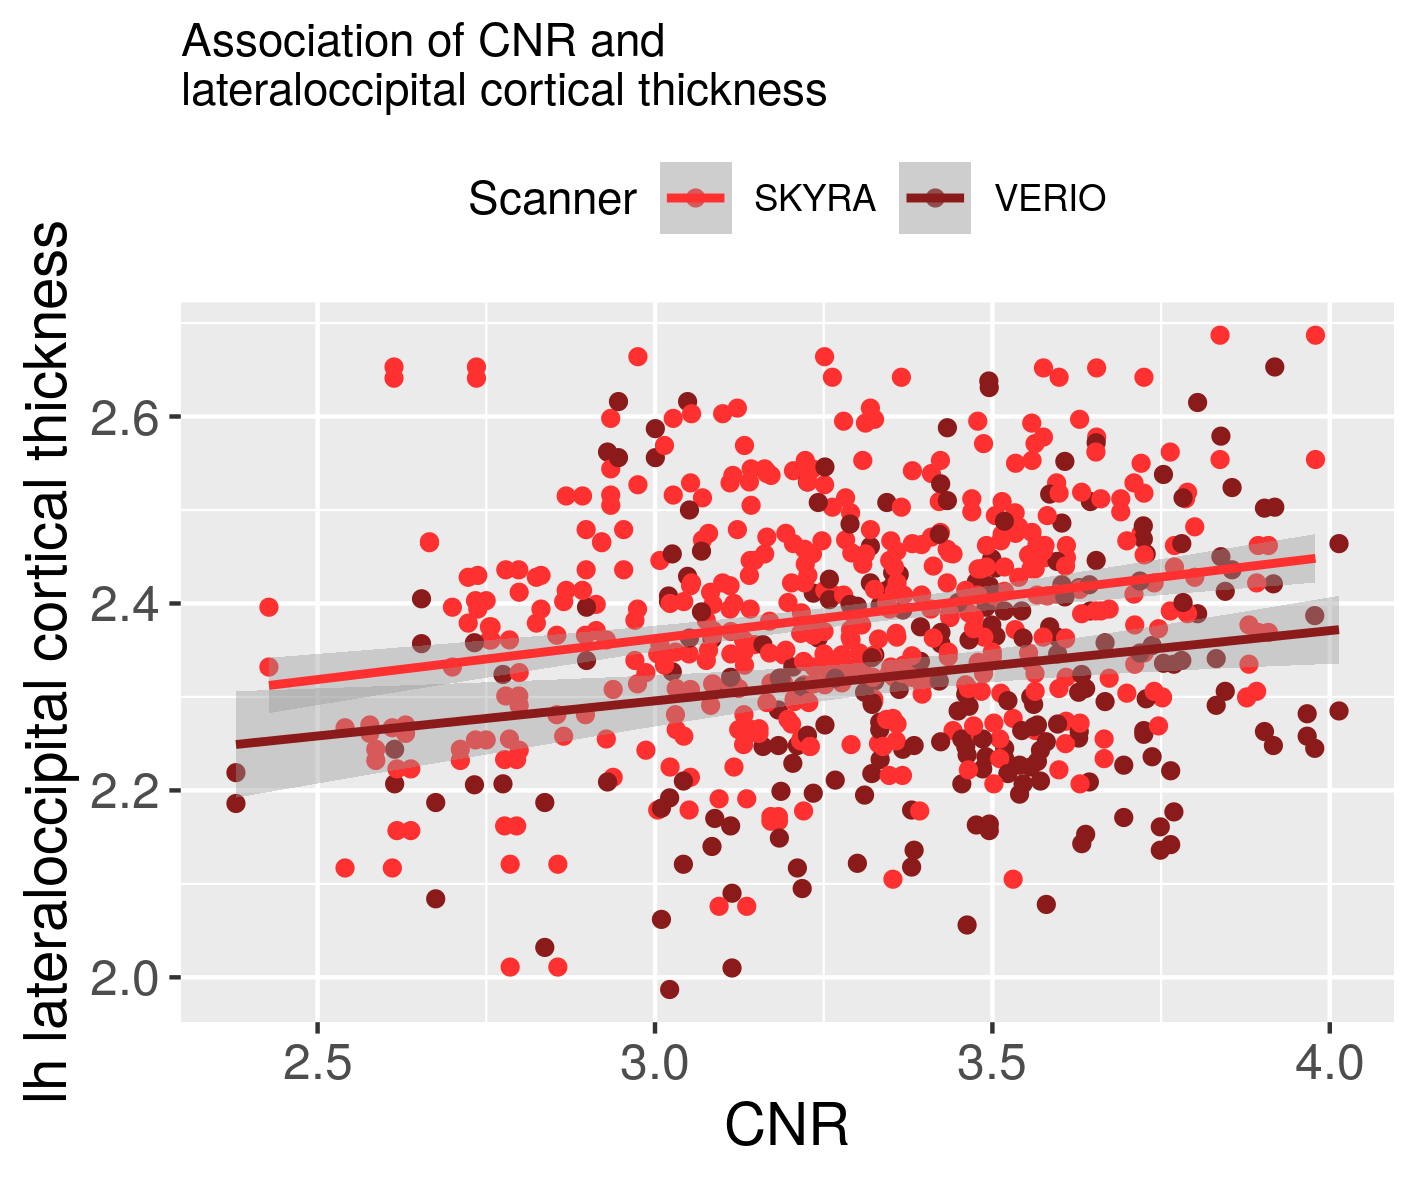 Association of CNR and
lateraloccipital cortical thickness
Scanner SKYRA VERIO
lh lateraloccipital cortical thickness
2.6
2.4
2.2
2.0
2.5 3.0 3.5 4.0
CNR